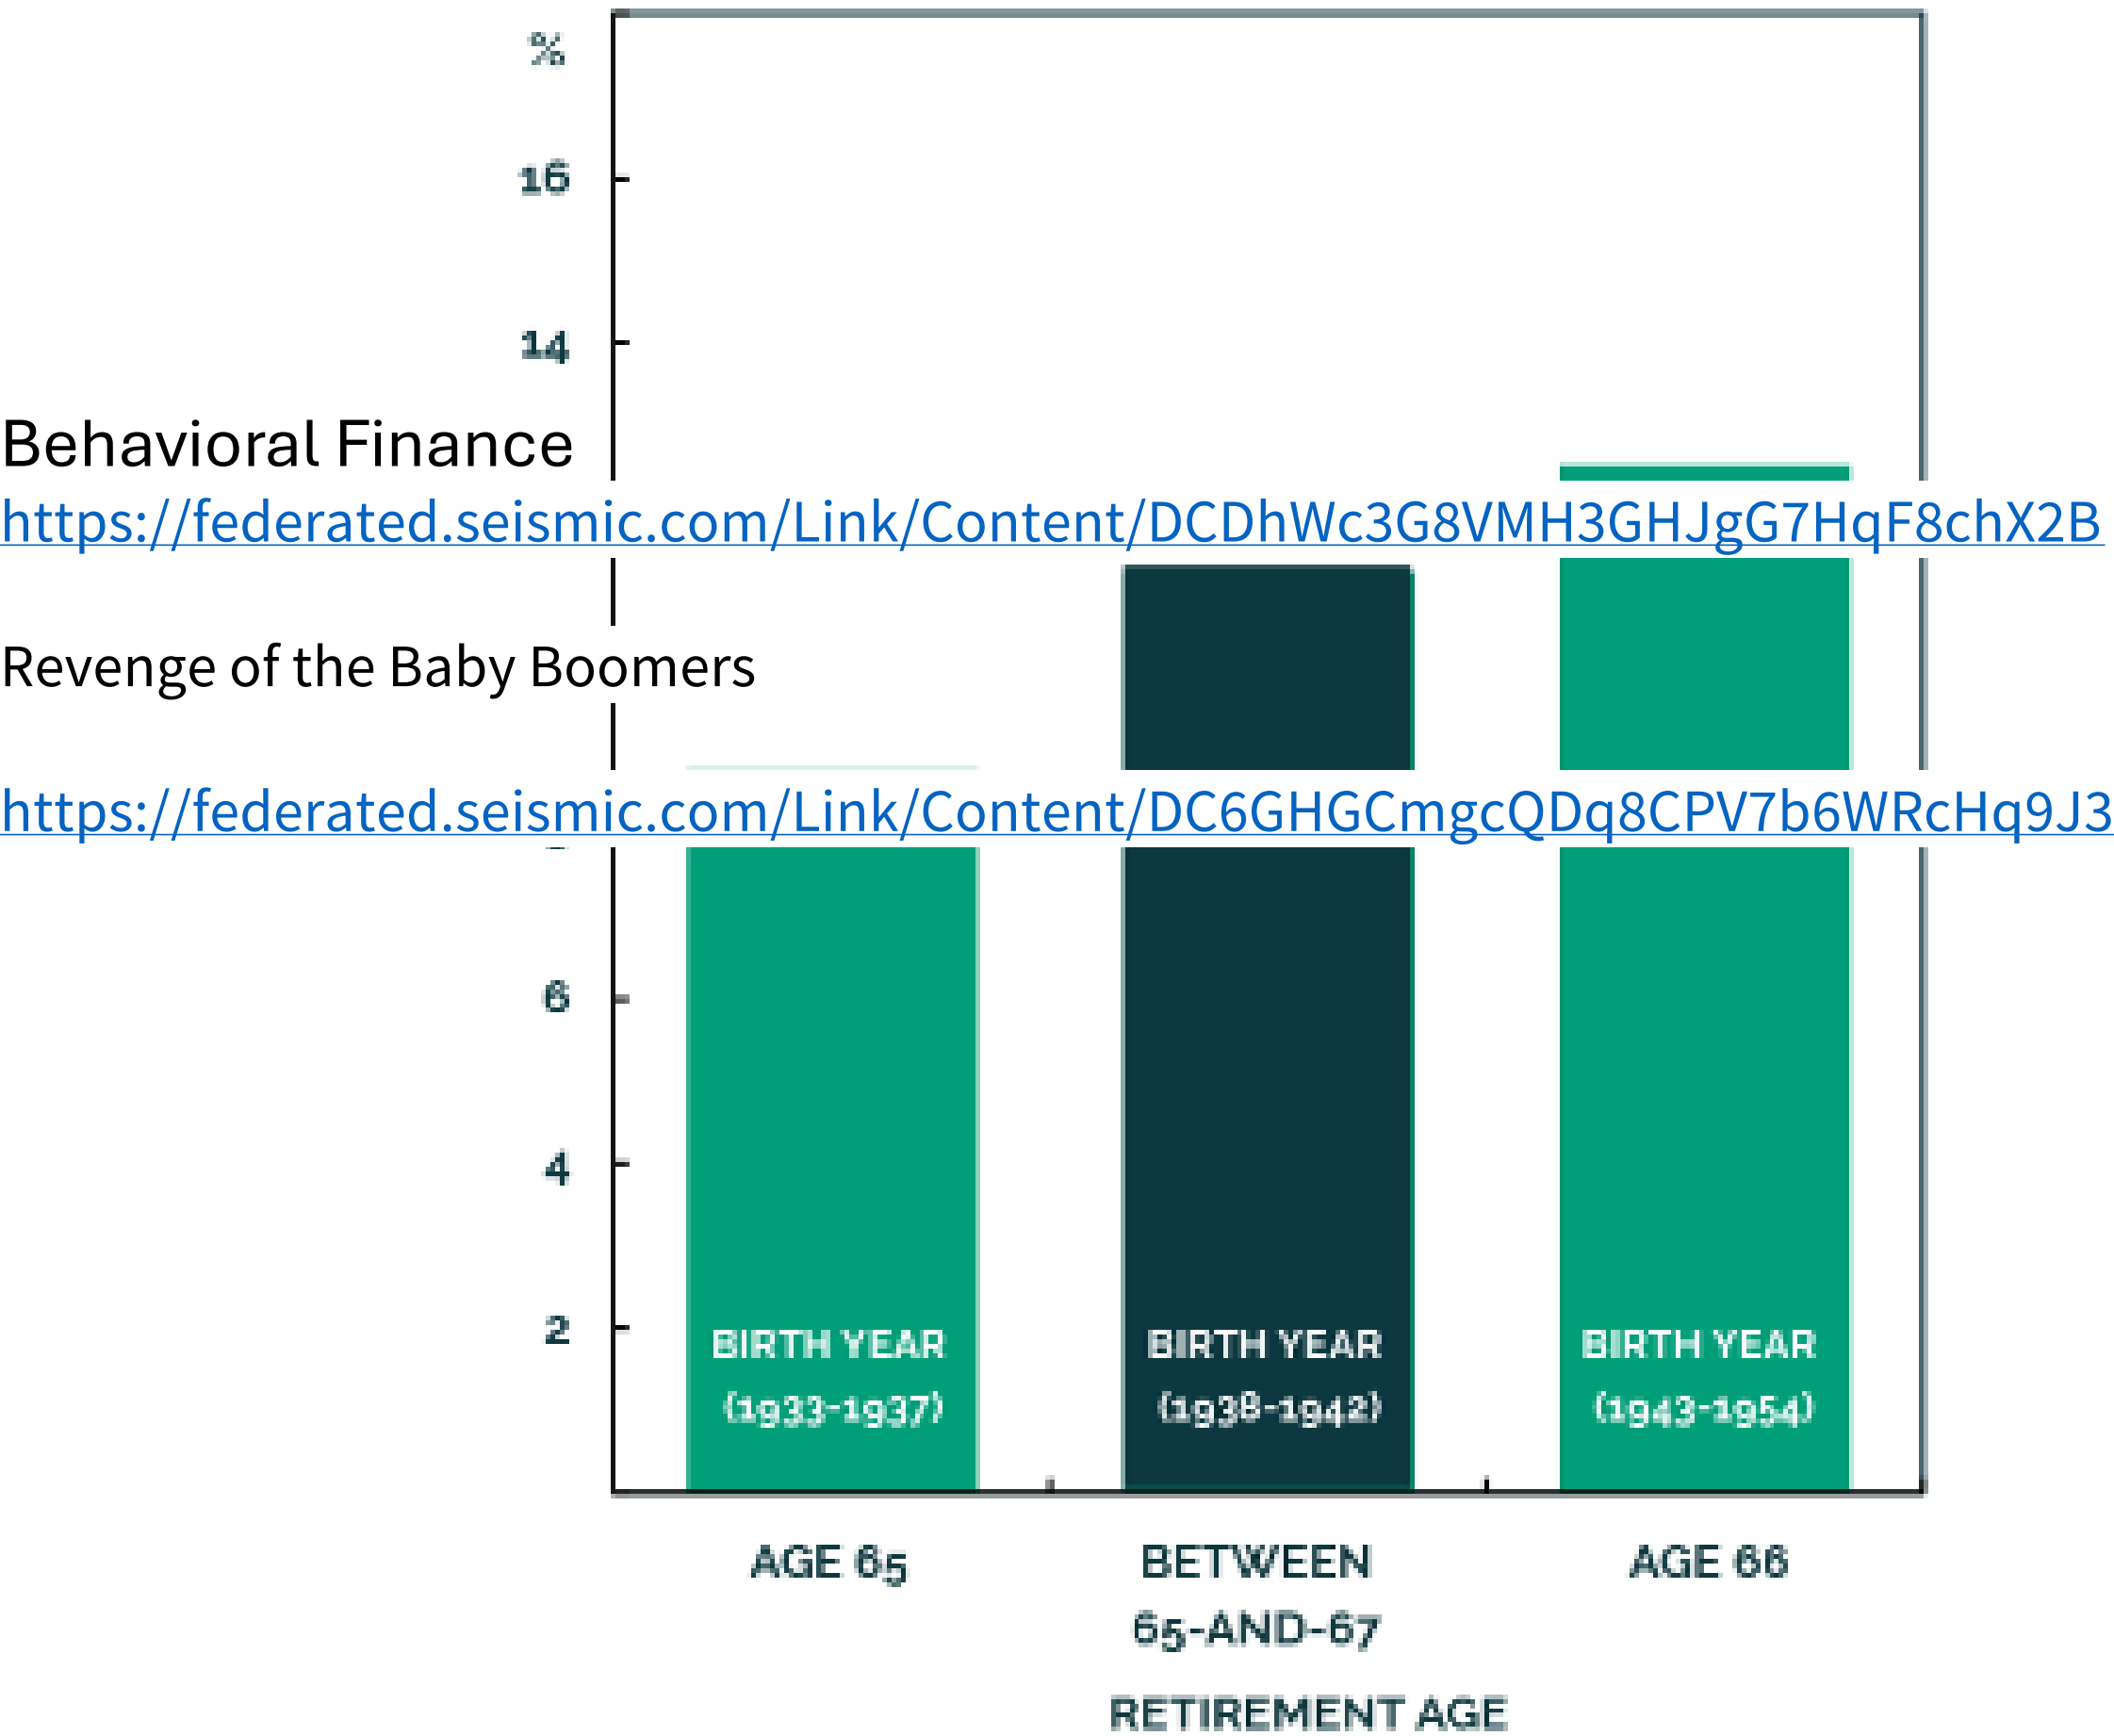 %
16
14
Behavioral Finance
https://federated.seismic.com/Link/Content/DCDhWc3G8VMH3GHJgG7HqF8chX2B
Revenge of the Baby Boomers
https://federated.seismic.com/Link/Content/DC6GHGCmgcQDq8CPV7b6WRcHq9J3
6
4
2
BIRTH YEAR
(1933-1937)
BIRTH YEAR
(1938-1942)
BIRTH YEAR
(1943-1954)
AGE 65
BETWEEN
65-AND-67
AGE 66
RETIREMENT AGE